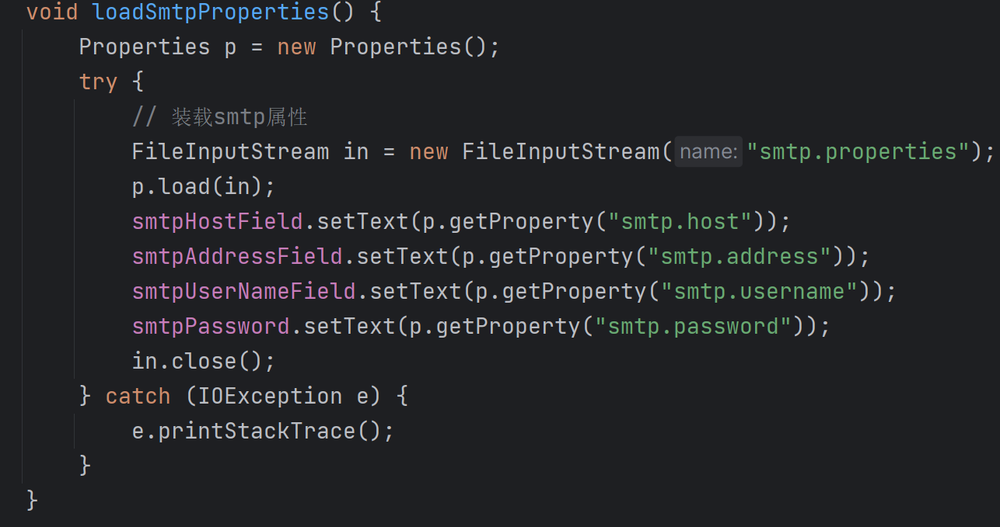 void loadSmtpProperties() {
Properties p = new Properties();
try {
// 装载smtp属性
FileInputStream in = new FileInputStream( name: "smtp.properties");
p.load(in);
smtpHostField.setText(p.getProperty("smtp.host"));
smtpAddressField.setText(p.getProperty("smtp.address"));
smtpUserNameField.setText(p.getProperty("smtp.username"));
smtpPassword.setText(p.getProperty("smtp.password"));
in.close();
} catch (IOException e) {
e.printStackTrace();
}
}